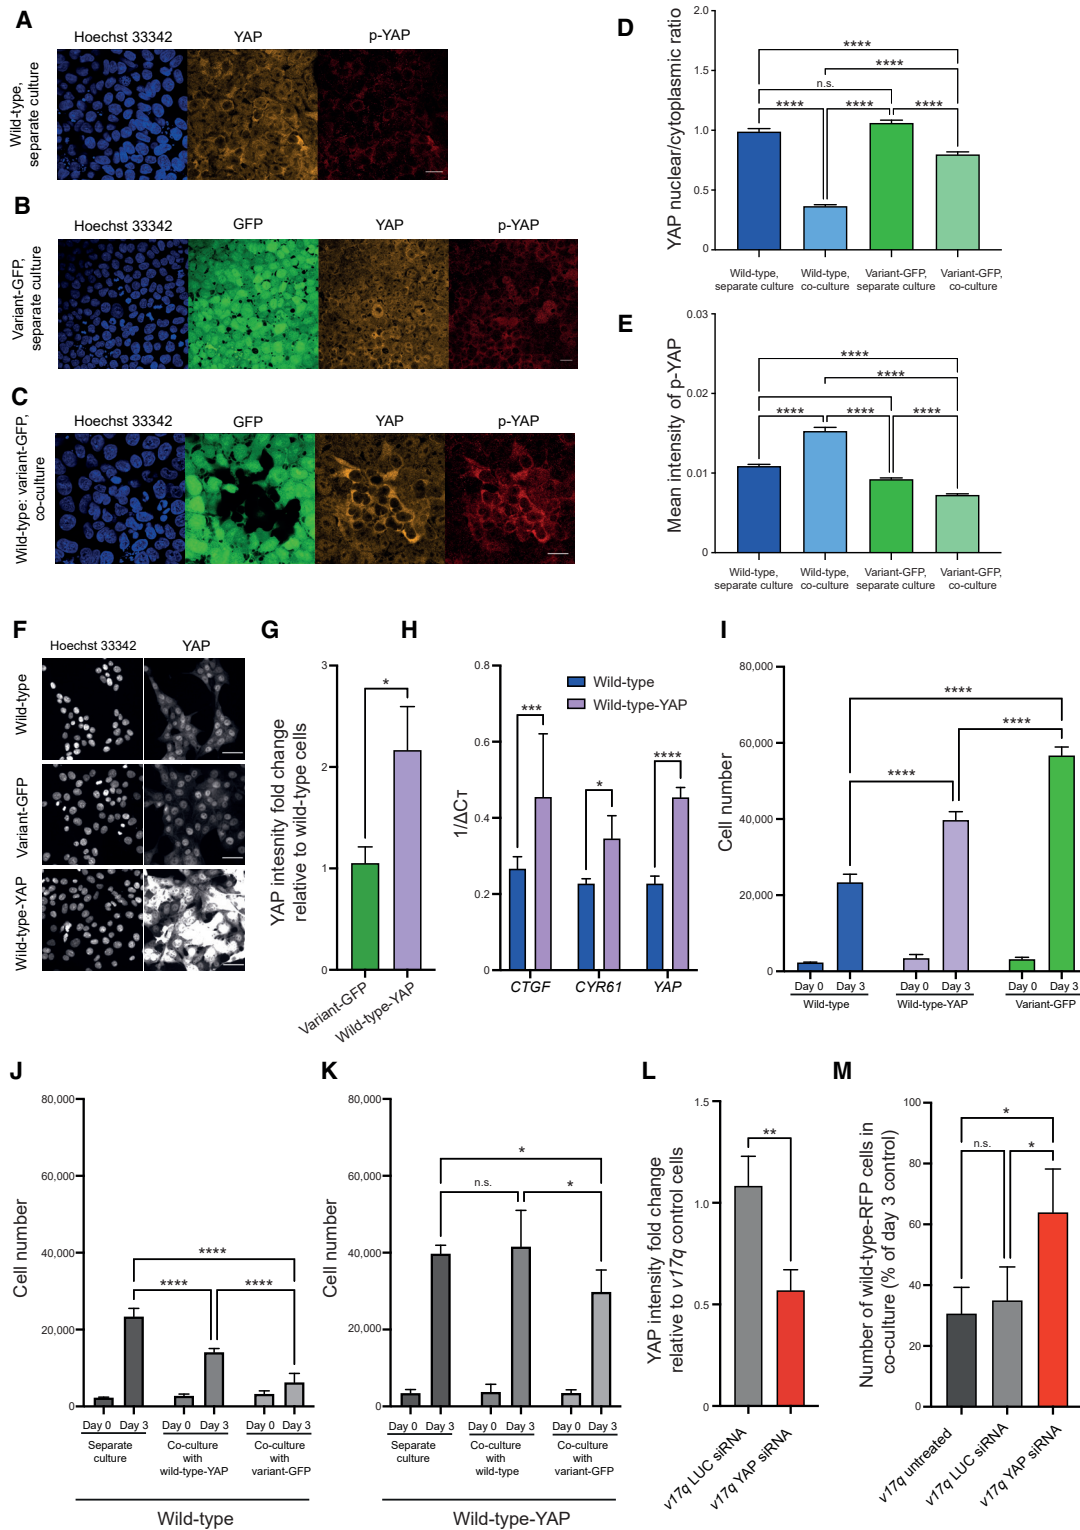 A
Hoechst 33342 YAP p-YAP
Wild-type,
separate culture
B
Hoechst 33342 GFP YAP p-YAP
Variant-GFP,
separate culture
C
Hoechst 33342 GFP YAP p-YAP
Wild-type: variant-GFP,
co-culture
D
YAP nuclear/cytoplasmic ratio
2.0
1.5
1.0
0.5
0
****
****
n.s.
**** **** ****
Wild-type, Wild-type, Variant-GFP, Variant-GFP,
separate culture co-culture separate culture co-culture
E
Mean intensity of p-YAP
0.03
0.02
0.01
0
****
****
**** **** ****
Wild-type, Wild-type, Variant-GFP, Variant-GFP,
separate culture co-culture separate culture co-culture
F
Hoechst 33342 YAP
Wild-type
Variant-GFP
Wild-type-YAP
G
YAP intesnity fold change
relative to wild-type cells
3
2
1
0
*
Variant-GFP
Wild-type-YAP
H
1/ΔCT
0.8
0.6
0.4
0.2
0
Wild-type
Wild-type-YAP
***
*
****
CTGF CYR61 YAP
I
Cell number
80,000
60,000
40,000
20,000
0
****
****
****
Day 0 Day 3 Day 0 Day 3 Day 0 Day 3
Wild-type Wild-type-YAP Variant-GFP
J
Cell number
80,000
60,000
40,000
20,000
0
****
**** ****
Day 0 Day 3 Day 0 Day 3 Day 0 Day 3
Separate Co-culture Co-culture
culture with with
wild-type-YAP variant-GFP
Wild-type
K
Cell number
80,000
60,000
40,000
20,000
0
*
n.s. *
Day 0 Day 3 Day 0 Day 3 Day 0 Day 3
Separate Co-culture Co-culture
culture with with
wild-type variant-GFP
Wild-type-YAP
L
YAP intensity fold change
relative to v17q control cells
1.5
1.0
0.5
0
**
v17q LUC siRNA
v17q YAP siRNA
M
Number of wild-type-RFP cells in
co-culture (% of day 3 control)
100
80
60
40
20
0
*
n.s. *
v17q untreated
v17q LUC siRNA
v17q YAP siRNA